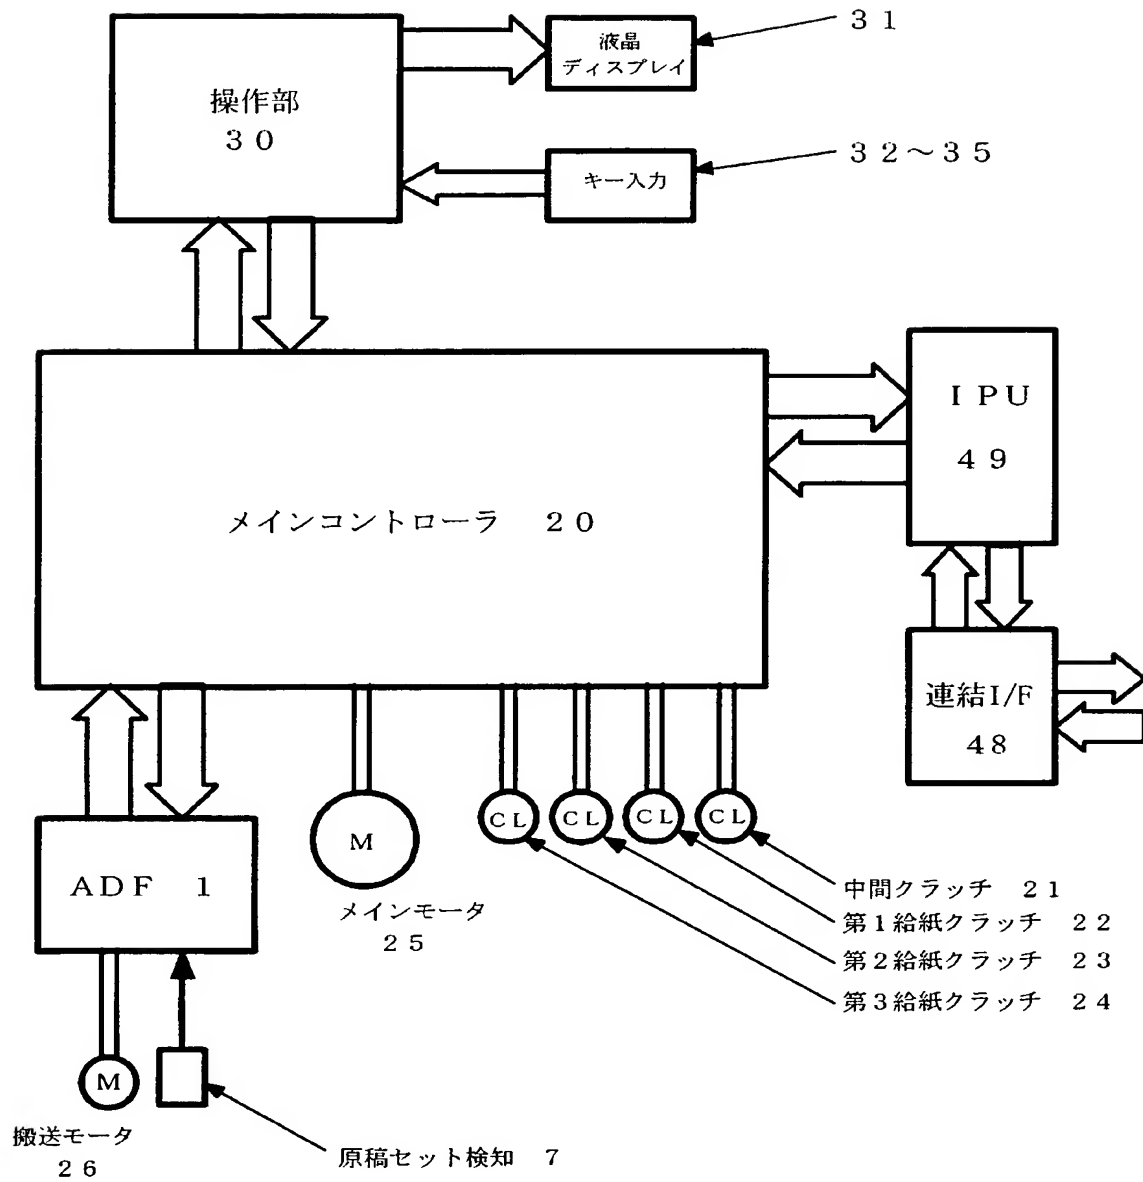 液晶
ディスプレイ
31
操作部
30
キー入力
32～35
IPU
49
メインコントローラ 20
連結I/F
48
ADF 1
M
メインモータ
25
CL
CL
CL
CL
中間クラッチ 21
第1給紙クラッチ 22
第2給紙クラッチ 23
第3給紙クラッチ 24
M
搬送モータ
26
原稿セット検知 7